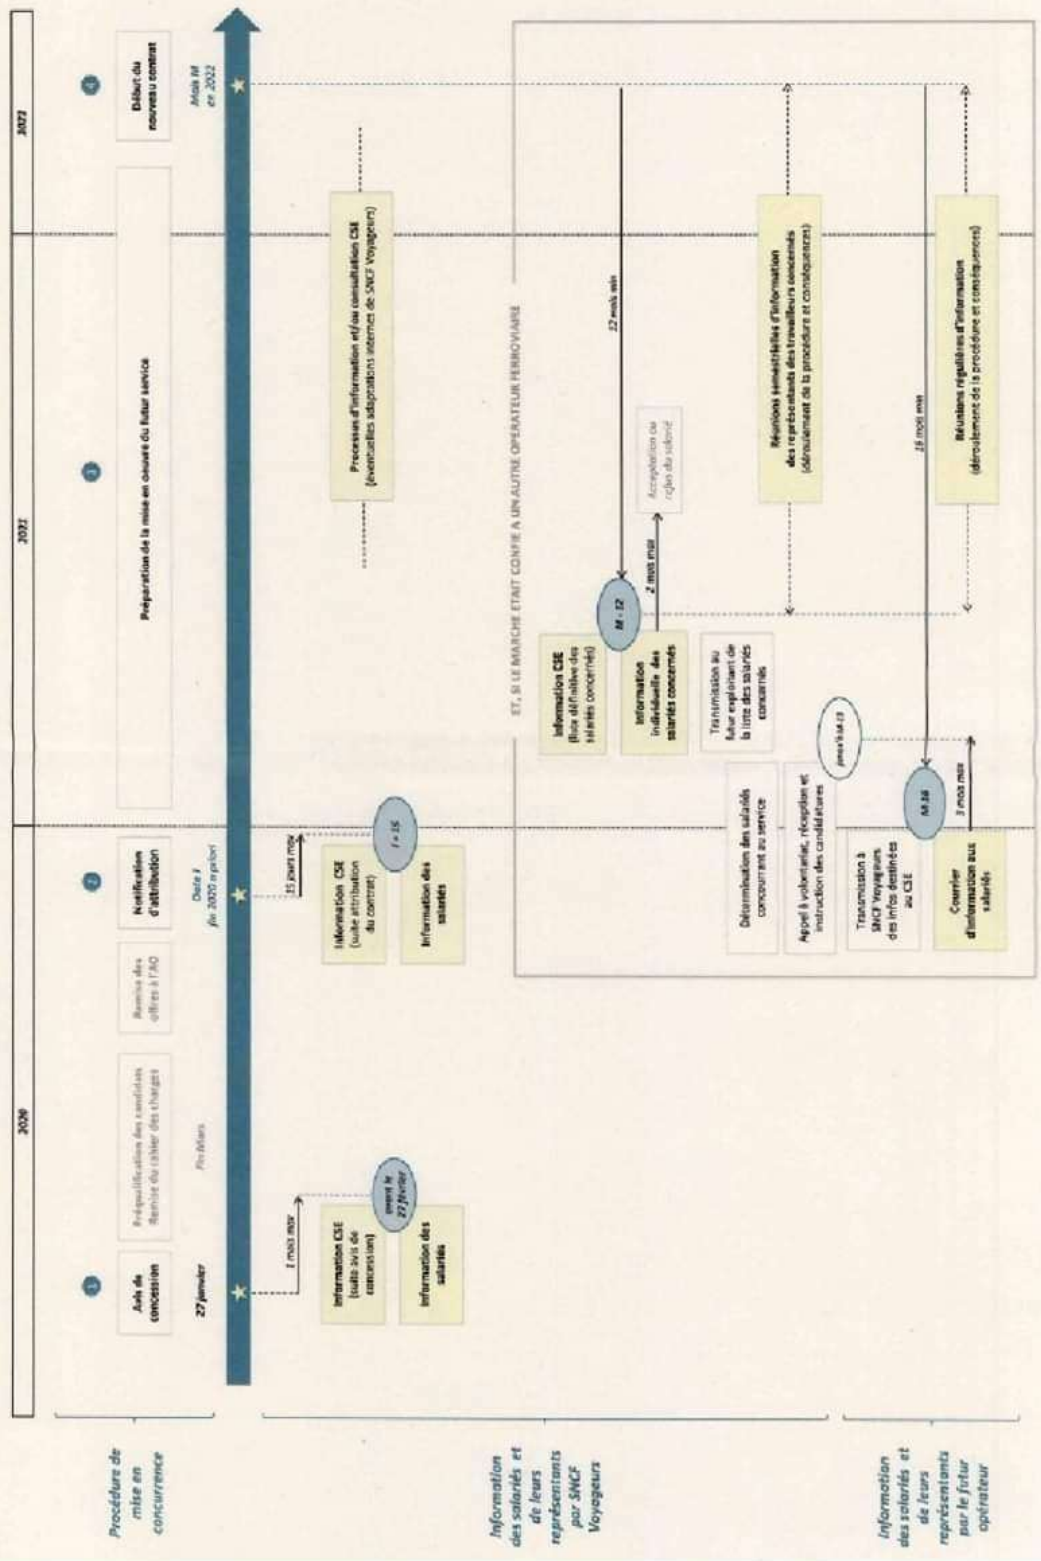 2020
2021
2022
Procédure de
mise en
concurrence
1
Avis de
concession
27 janvier
Préqualification des candidats
Remise du cahier des charges
Fin Mars
Remise des
offres à l'AO
2
Notification
d'attribution
Date J
fin 2020 a priori
3
Préparation de la mise en oeuvre du futur service
4
Début du
nouveau contrat
Mois M
en 2022
Information
des salariés et
de leurs
représentants
par SNCF
Voyageurs
1 mois max
Information CSE
(suite avis de
concession)
avant le
27 février
Information des
salariés
15 jours max
Information CSE
(suite attribution
du contrat)
J + 15
Information des
salariés
Processus d'information et/ou consultation CSE
(éventuelles adaptations internes de SNCF Voyageurs)
ET, SI LE MARCHE ETAIT CONFIE A UN AUTRE OPERATEUR FERROVIAIRE
Information CSE
(liste définitive des
salariés concernés)
M - 12
12 mois min
Information
individuelle des
salariés concernés
2 mois max
Acceptation ou
refus du salarié
Transmission au
futur exploitant de
la liste des salariés
concernés
Détermination des salariés
concourrant au service
Appel à volontariat, réception et
instruction des candidatures
Réunions semestrielles d'information
des représentants des travailleurs concernés
(déroulement de la procédure et conséquences)
Information
des salariés et
de leurs
représentants
par le futur
opérateur
Transmission à
SNCF Voyageurs
des infos destinées
au CSE
16 mois min
Courrier
d'information aux
salariés
3 mois max
Réunions régulières d'information
(déroulement de la procédure et conséquences)